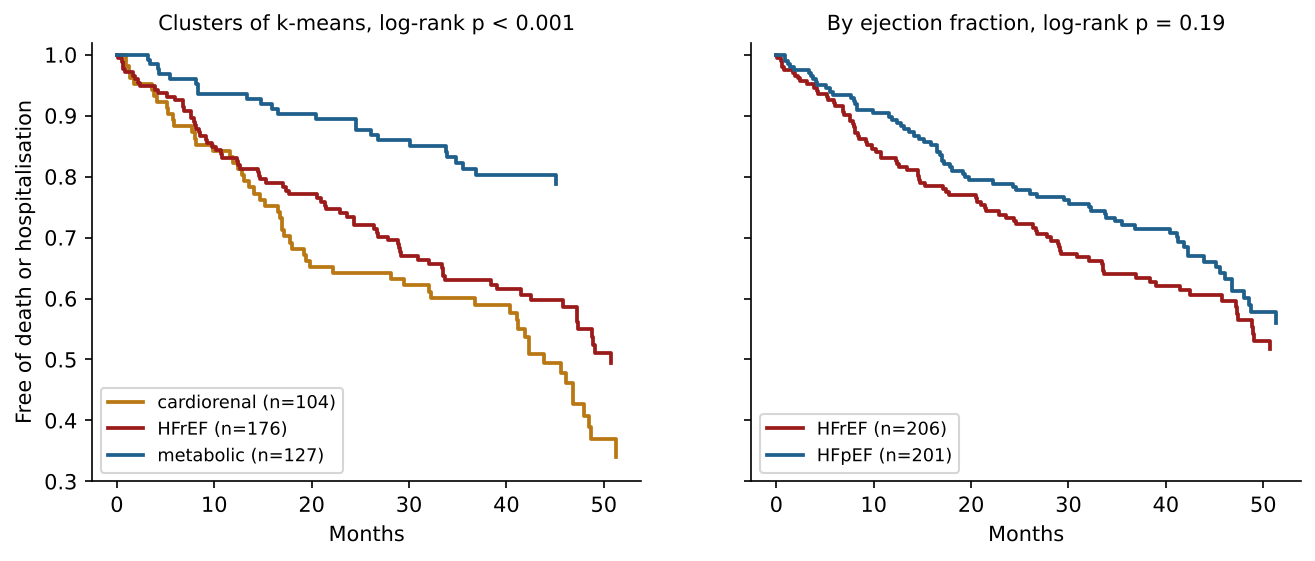 Clusters of k-means, log-rank p < 0.001
Free of death or hospitalisation
1.0
0.9
0.8
0.7
0.6
0.5
0.4
0.3
cardiorenal (n=104)
HFrEF (n=176)
metabolic (n=127)
0 10 20 30 40 50
Months
By ejection fraction, log-rank p = 0.19
HFrEF (n=206)
HFpEF (n=201)
0 10 20 30 40 50
Months